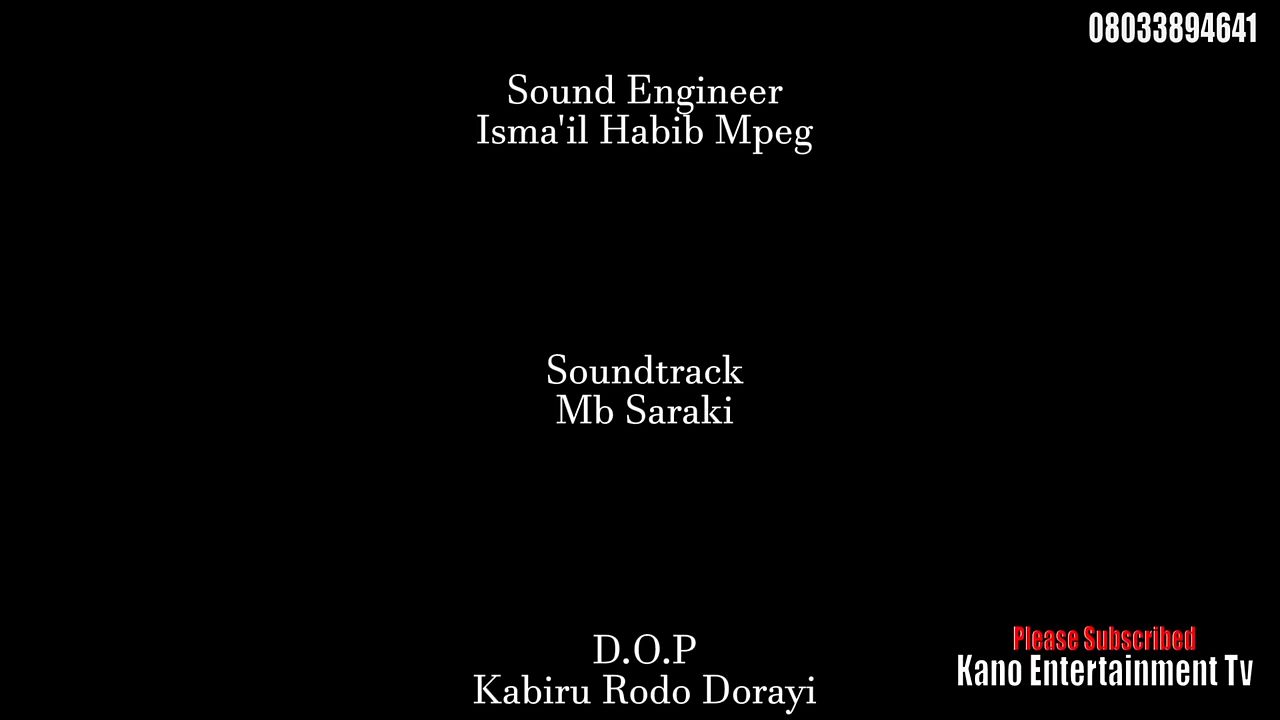 08033894641
Sound Engineer
Isma'il Habib Mpeg
Soundtrack
Mb Saraki
D.O.P
Kabiru Rodo Dorayi
Please Subscribed
Kano Entertainment Tv